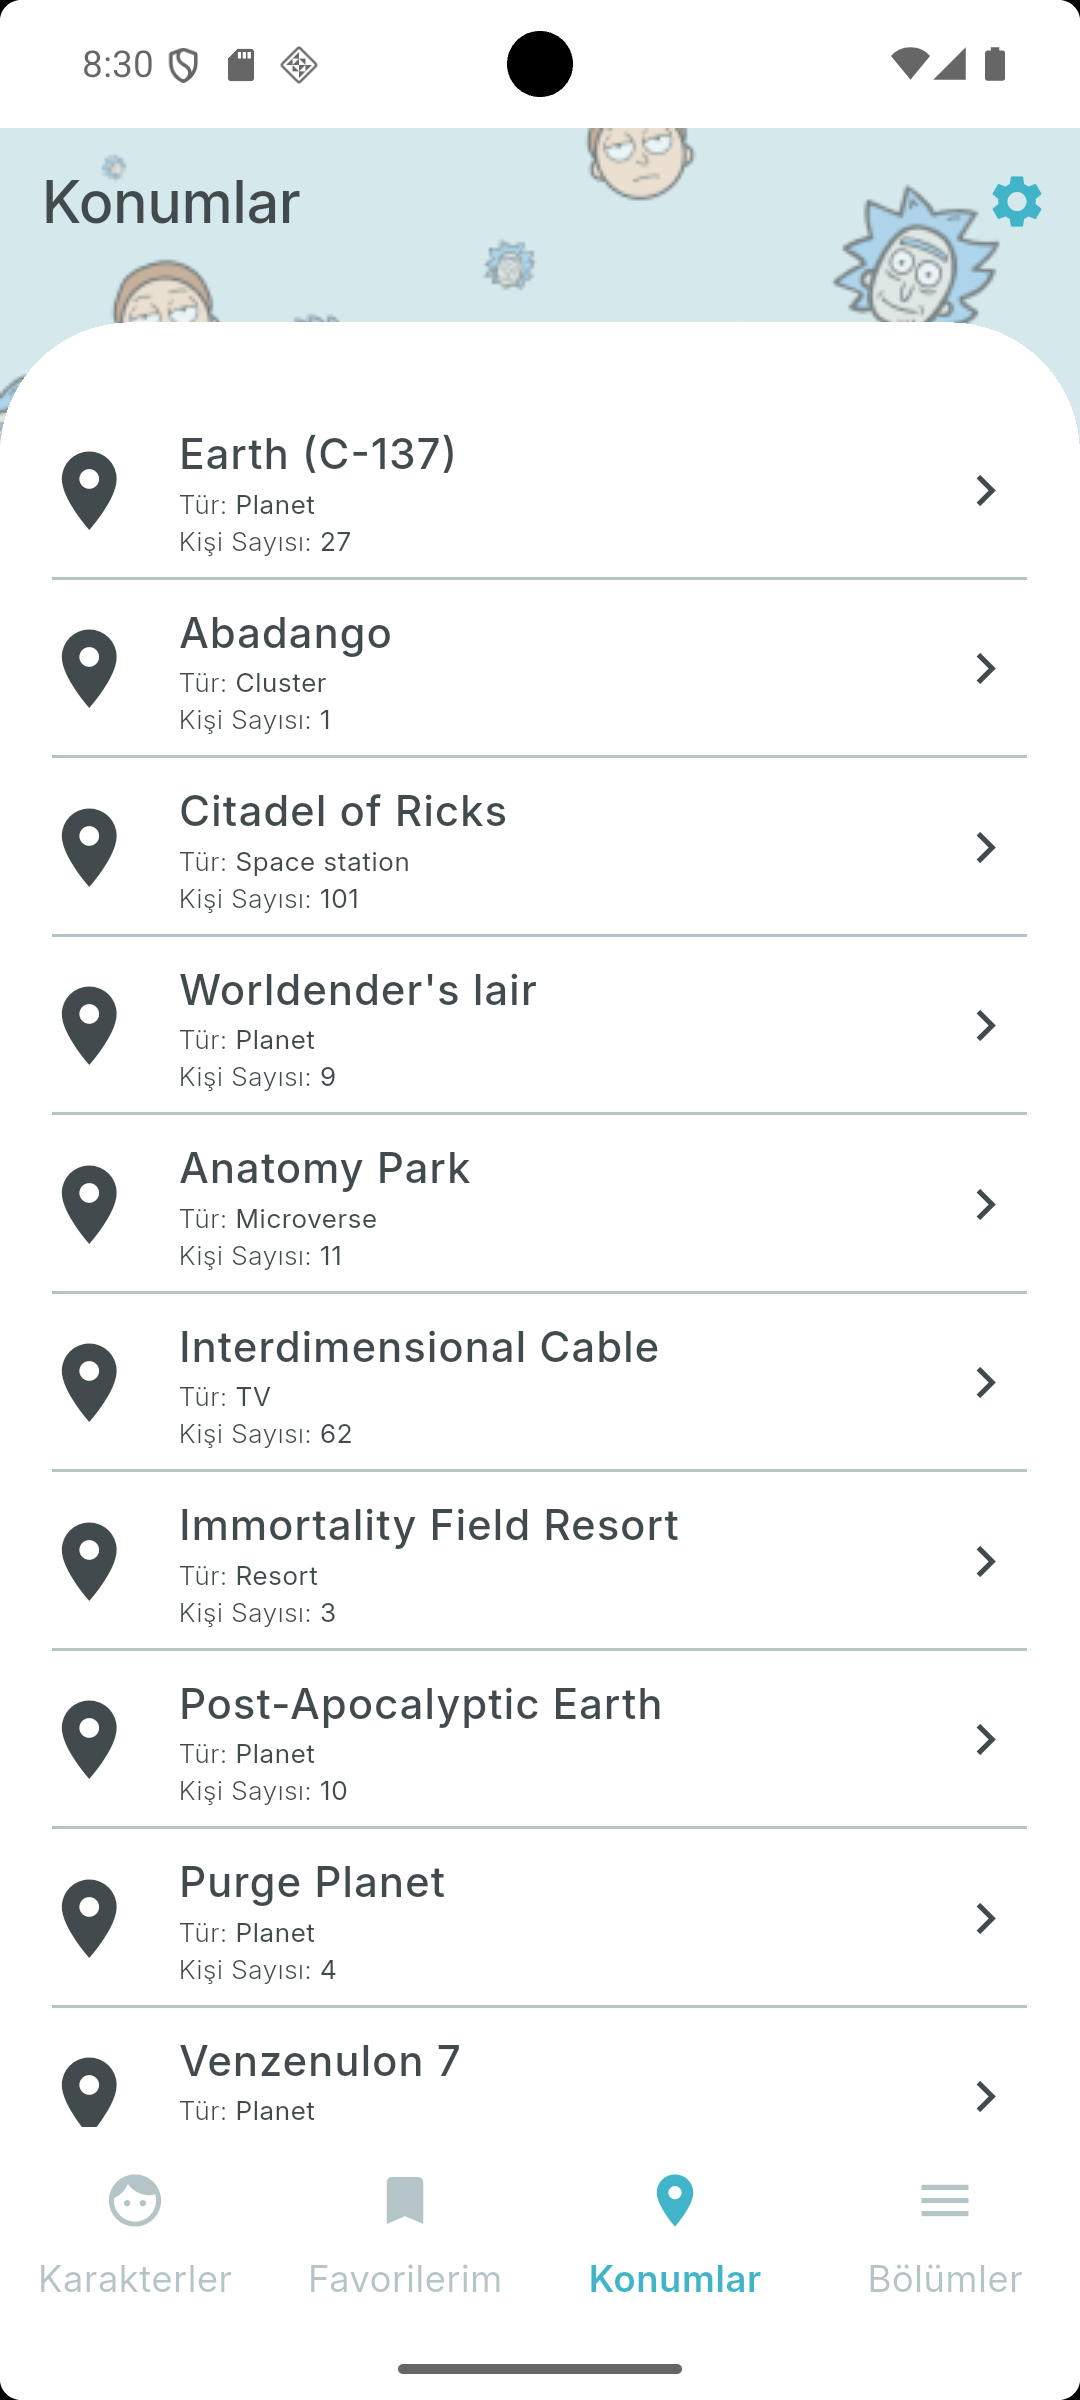 8:30
Konumlar
Earth (C-137)
Tür: Planet
Kişi Sayısı: 27
Abadango
Tür: Cluster
Kişi Sayısı: 1
Citadel of Ricks
Tür: Space station
Kişi Sayısı: 101
Worldender's lair
Tür: Planet
Kişi Sayısı: 9
Anatomy Park
Tür: Microverse
Kişi Sayısı: 11
Interdimensional Cable
Tür: TV
Kişi Sayısı: 62
Immortality Field Resort
Tür: Resort
Kişi Sayısı: 3
Post-Apocalyptic Earth
Tür: Planet
Kişi Sayısı: 10
Purge Planet
Tür: Planet
Kişi Sayısı: 4
Venzenulon 7
Tür: Planet
Karakterler
Favorilerim
Konumlar
Bölümler